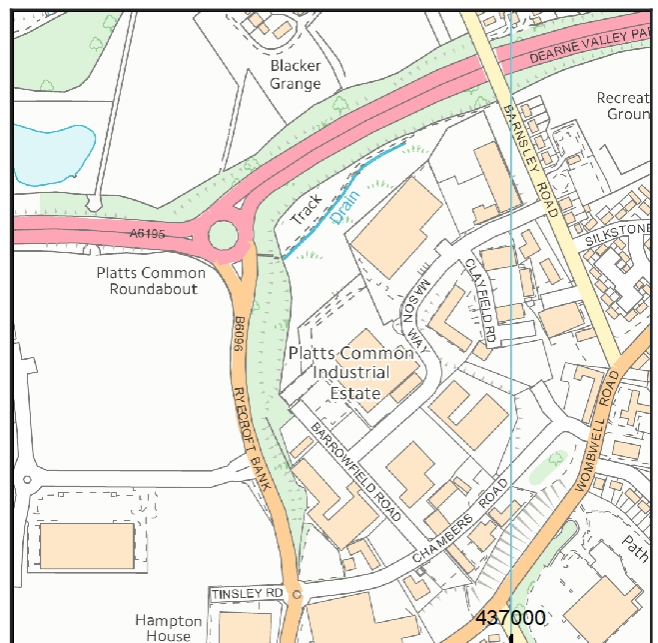 DEARNE VALLEY PA
Blacker
Grange
Recreat
Groun
BARNSLEY ROAD
Track
Drain
SILKSTONE
A6195
Platts Common
Roundabout
CLAYFIELD RD
MASON WAY
B6096
Platts Common
Industrial
Estate
RYECROFT BANK
WOMBWELL ROAD
BARROWFIELD ROAD
CHAMBERS ROAD
Path
TINSLEY RD
437000
Hampton
House